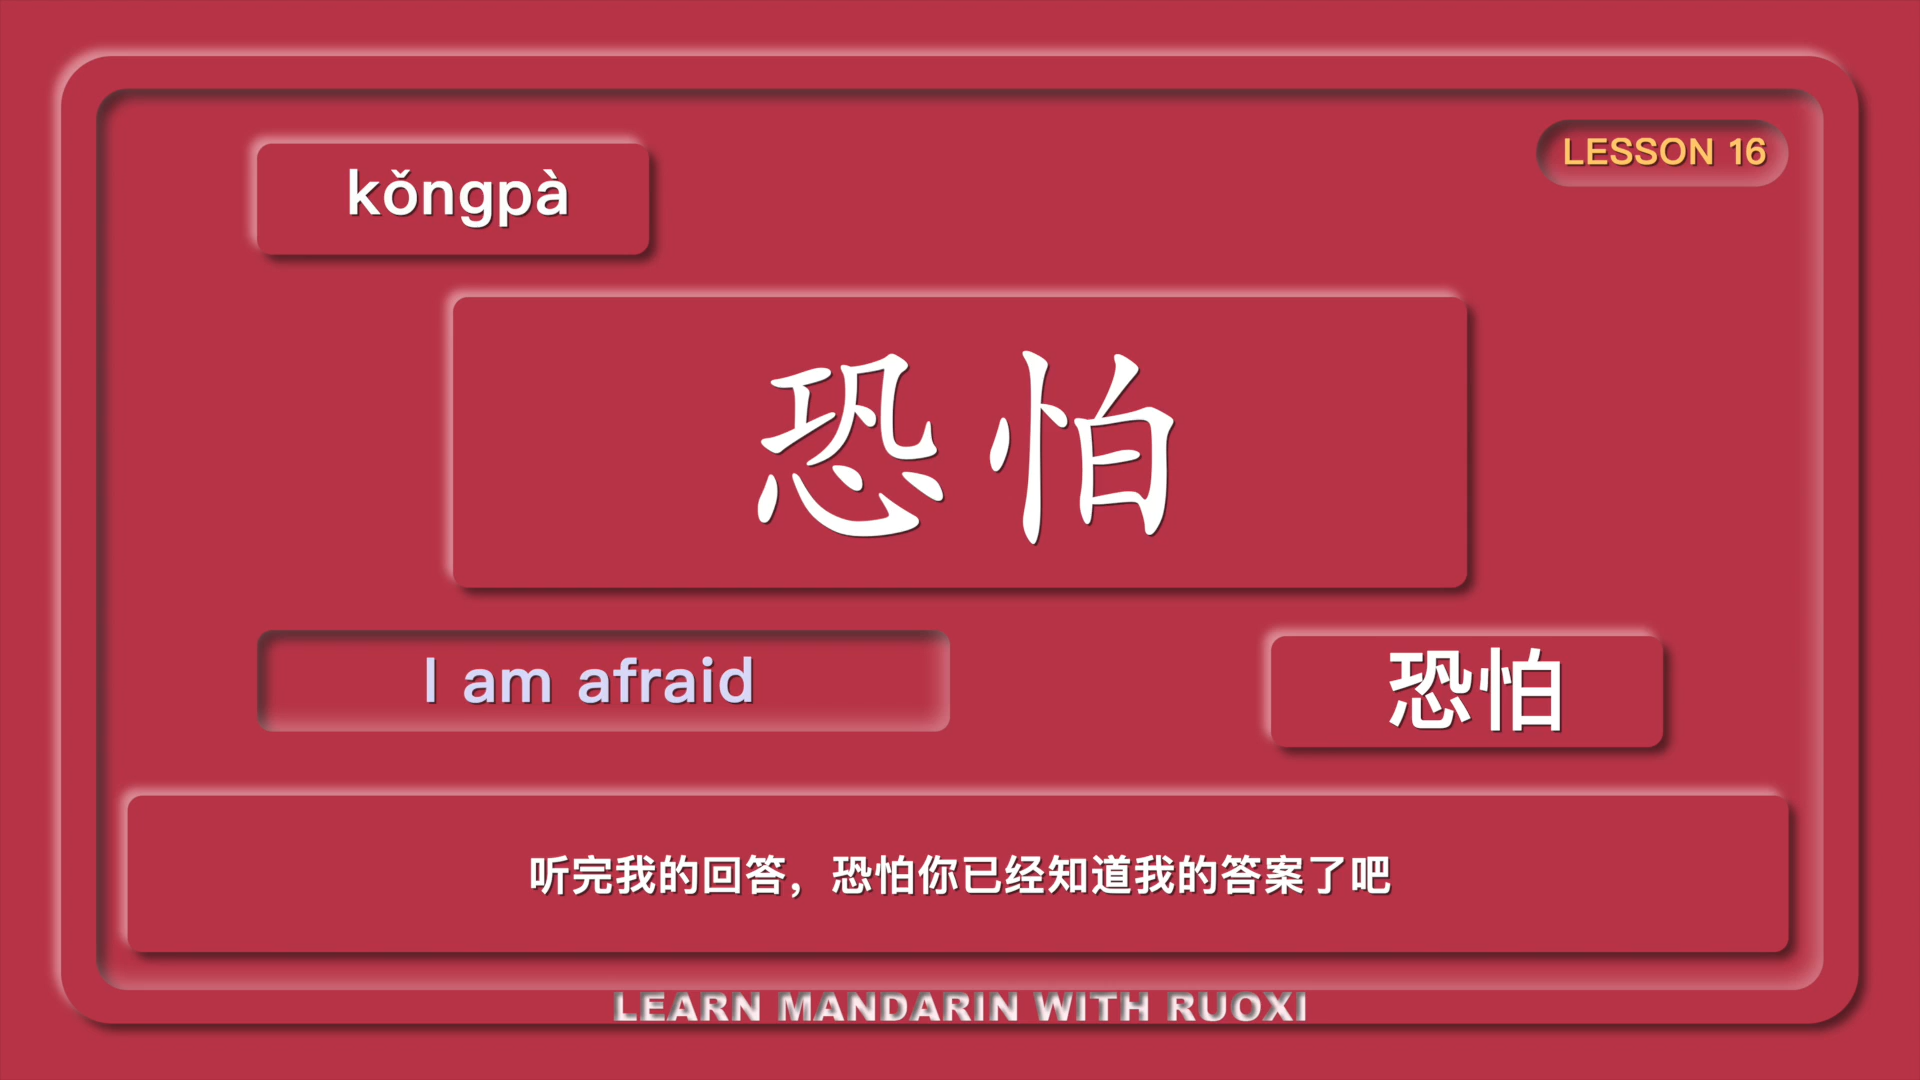 LESSON 16
kǒngpà
恐怕
I am afraid
恐怕
听完我的回答，恐怕你已经知道我的答案了吧
LEARN MANDARIN WITH RUOXI